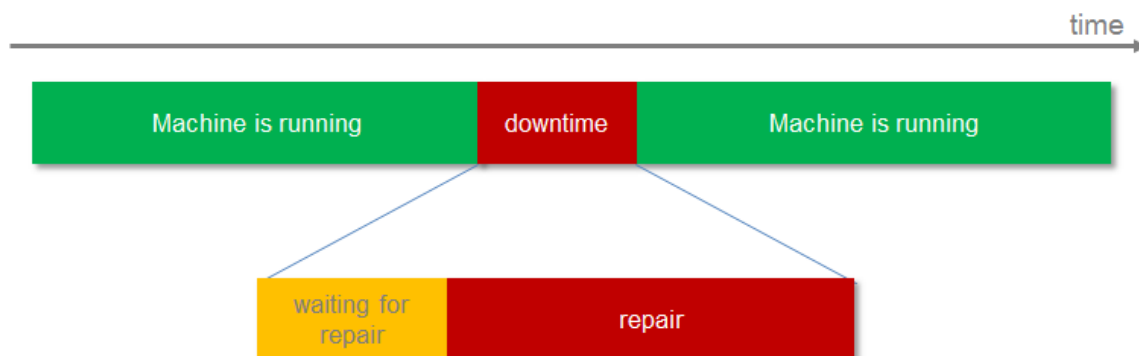 time
Machine is running
downtime
Machine is running
waiting for
repair
repair